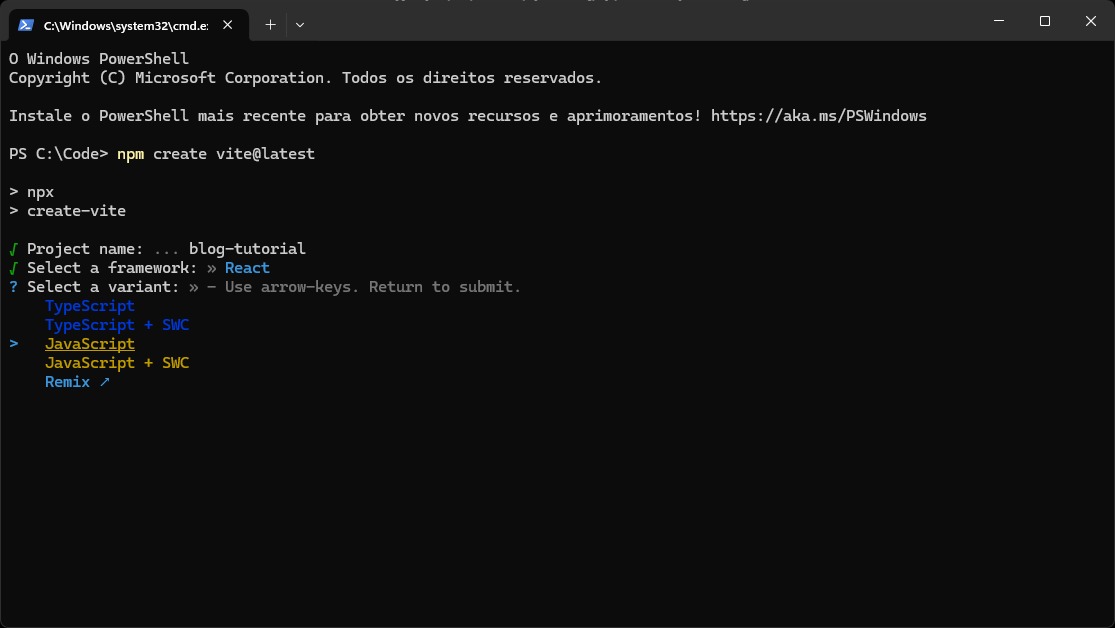 C:\Windows\system32\cmd.e:
O Windows PowerShell
Copyright (C) Microsoft Corporation. Todos os direitos reservados.
Instale o PowerShell mais recente para obter novos recursos e aprimoramentos! https://aka.ms/PSWindows
PS C:\Code> npm create vite@latest
> npx
> create-vite
√ Project name: ... blog-tutorial
√ Select a framework: » React
? Select a variant: » - Use arrow-keys. Return to submit.
TypeScript
TypeScript + SWC
> JavaScript
JavaScript + SWC
Remix ↗